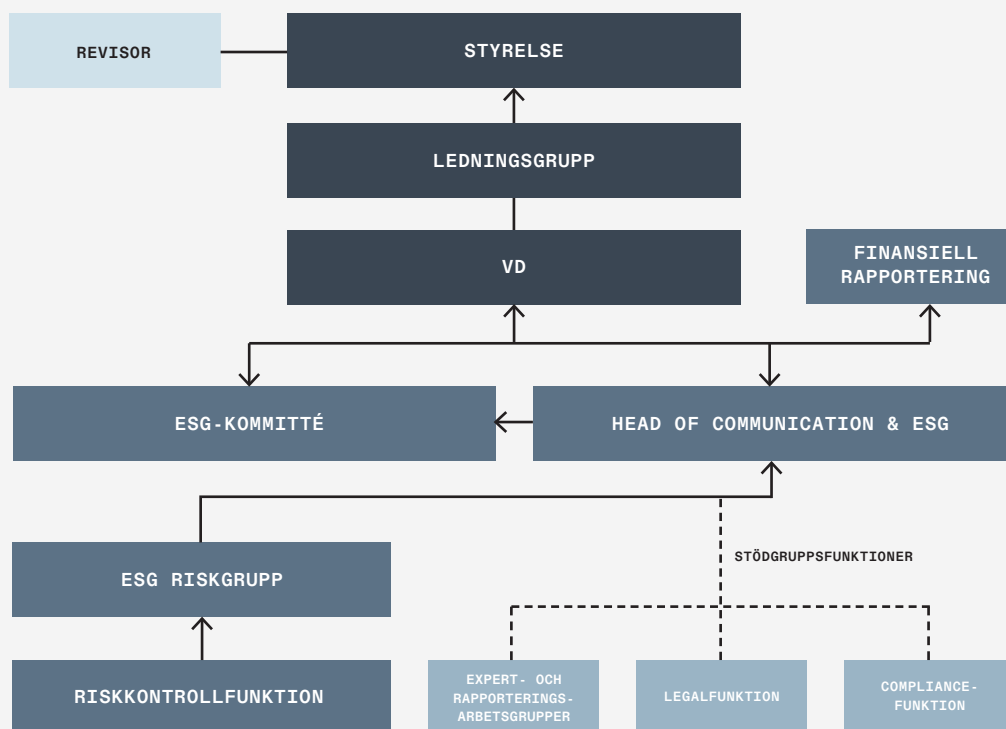 REVISOR
STYRELSE
LEDNINGSGRUPP
VD
FINANSIELL
RAPPORTERING
ESG-KOMMITTÉ
HEAD OF COMMUNICATION & ESG
STÖDGRUPPSFUNKTIONER
ESG RISKGRUPP
RISKKONTROLLFUNKTION
EXPERT- OCH
RAPPORTERINGS-
ARBETSGRUPPER
LEGALFUNKTION
COMPLIANCE-
FUNKTION